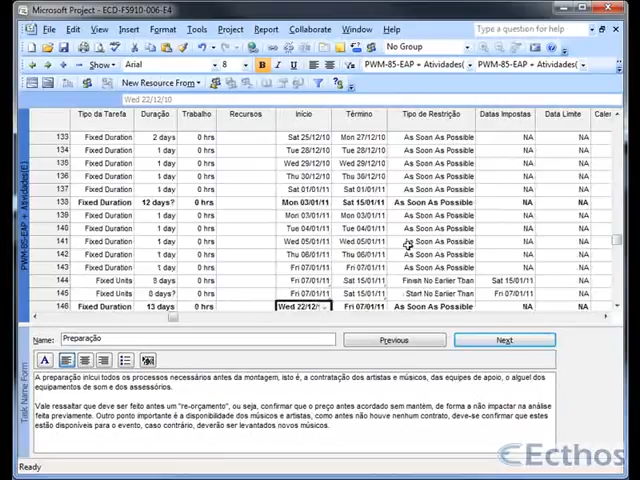 Microsoft Project - ECD-F5910-006-E4
File Edit View Insert Format Tools Project Report Collaborate Window Help Type a question for help
No Group
Show Arial 8 B I U PWM-85-EAP + Atividades( PWM-85-EAP + Atividades(
New Resource From
Wed 22/12/10
Tipo da Tarefa Duração Trabalho Recursos Início Término Tipo de Restrição Datas Impostas Data Limite Caler
133 Fixed Duration 2 days 0 hrs Sat 25/12/10 Mon 27/12/10 As Soon As Possible NA NA
134 Fixed Duration 1 day 0 hrs Tue 28/12/10 Tue 28/12/10 As Soon As Possible NA NA
135 Fixed Duration 1 day 0 hrs Wed 29/12/10 Wed 29/12/10 As Soon As Possible NA NA
136 Fixed Duration 1 day 0 hrs Thu 30/12/10 Thu 30/12/10 As Soon As Possible NA NA
137 Fixed Duration 1 day 0 hrs Sat 01/01/11 Sat 01/01/11 As Soon As Possible NA NA
138 Fixed Duration 12 days? 0 hrs Mon 03/01/11 Sat 15/01/11 As Soon As Possible NA NA
139 Fixed Duration 1 day 0 hrs Mon 03/01/11 Mon 03/01/11 As Soon As Possible NA NA
140 Fixed Duration 1 day 0 hrs Tue 04/01/11 Tue 04/01/11 As Soon As Possible NA NA
141 Fixed Duration 1 day 0 hrs Wed 05/01/11 Wed 05/01/11 As Soon As Possible NA NA
142 Fixed Duration 1 day 0 hrs Thu 06/01/11 Thu 06/01/11 As Soon As Possible NA NA
143 Fixed Duration 1 day 0 hrs Fri 07/01/11 Fri 07/01/11 As Soon As Possible NA NA
144 Fixed Units 8 days 0 hrs Fri 07/01/11 Sat 15/01/11 Finish No Earlier Than Sat 15/01/11 NA
145 Fixed Units 8 days? 0 hrs Fri 07/01/11 Sat 15/01/11 Start No Earlier Than Fri 07/01/11 NA
146 Fixed Duration 13 days 0 hrs Wed 22/12/ Fri 07/01/11 As Soon As Possible NA NA
PWM-85-EAP + Atividades(E)
Name: Preparação Previous Next
Task Name Form
A preparação inicui todos os processos necessários antes da montagem, isto é, a contratação dos artistas e músicos, das equipes de apoio, o alguel dos
equipamentos de som e dos assessórios.
Vale ressaltar que deve ser feito antes um "re-orçamento", ou seja, confirmar que o preço antes acordado sem mantém, de forma a não impactar na análise
feita previamente. Outro ponto importante é a disponibilidade dos músicos e artistas, como antes não houve nenhum contrato, deve-se confirmar que estes
estão disponíveis para o evento, caso contrário, deverão ser levantados novos músicos.
Ready
Ecthos